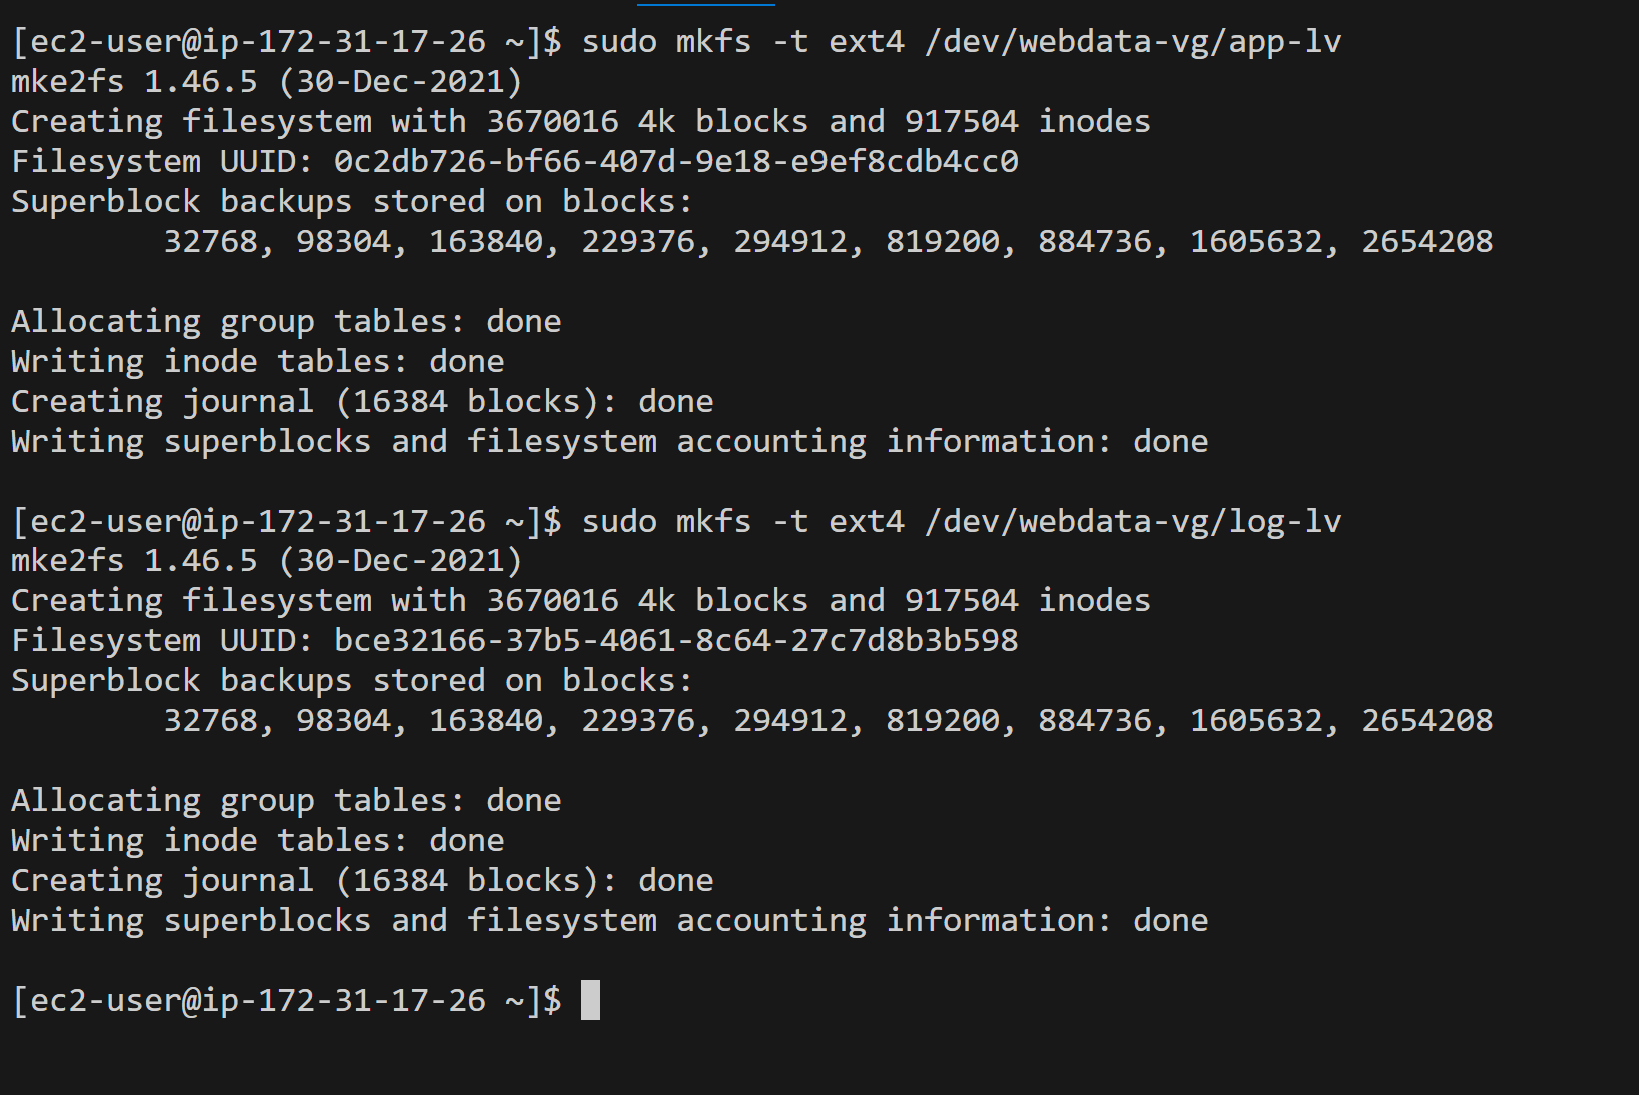 [ec2-user@ip-172-31-17-26 ~]$ sudo mkfs -t ext4 /dev/webdata-vg/app-lv
mke2fs 1.46.5 (30-Dec-2021)
Creating filesystem with 3670016 4k blocks and 917504 inodes
Filesystem UUID: 0c2db726-bf66-407d-9e18-e9ef8cdb4cc0
Superblock backups stored on blocks:
        32768, 98304, 163840, 229376, 294912, 819200, 884736, 1605632, 2654208

Allocating group tables: done
Writing inode tables: done
Creating journal (16384 blocks): done
Writing superblocks and filesystem accounting information: done

[ec2-user@ip-172-31-17-26 ~]$ sudo mkfs -t ext4 /dev/webdata-vg/log-lv
mke2fs 1.46.5 (30-Dec-2021)
Creating filesystem with 3670016 4k blocks and 917504 inodes
Filesystem UUID: bce32166-37b5-4061-8c64-27c7d8b3b598
Superblock backups stored on blocks:
        32768, 98304, 163840, 229376, 294912, 819200, 884736, 1605632, 2654208

Allocating group tables: done
Writing inode tables: done
Creating journal (16384 blocks): done
Writing superblocks and filesystem accounting information: done

[ec2-user@ip-172-31-17-26 ~]$